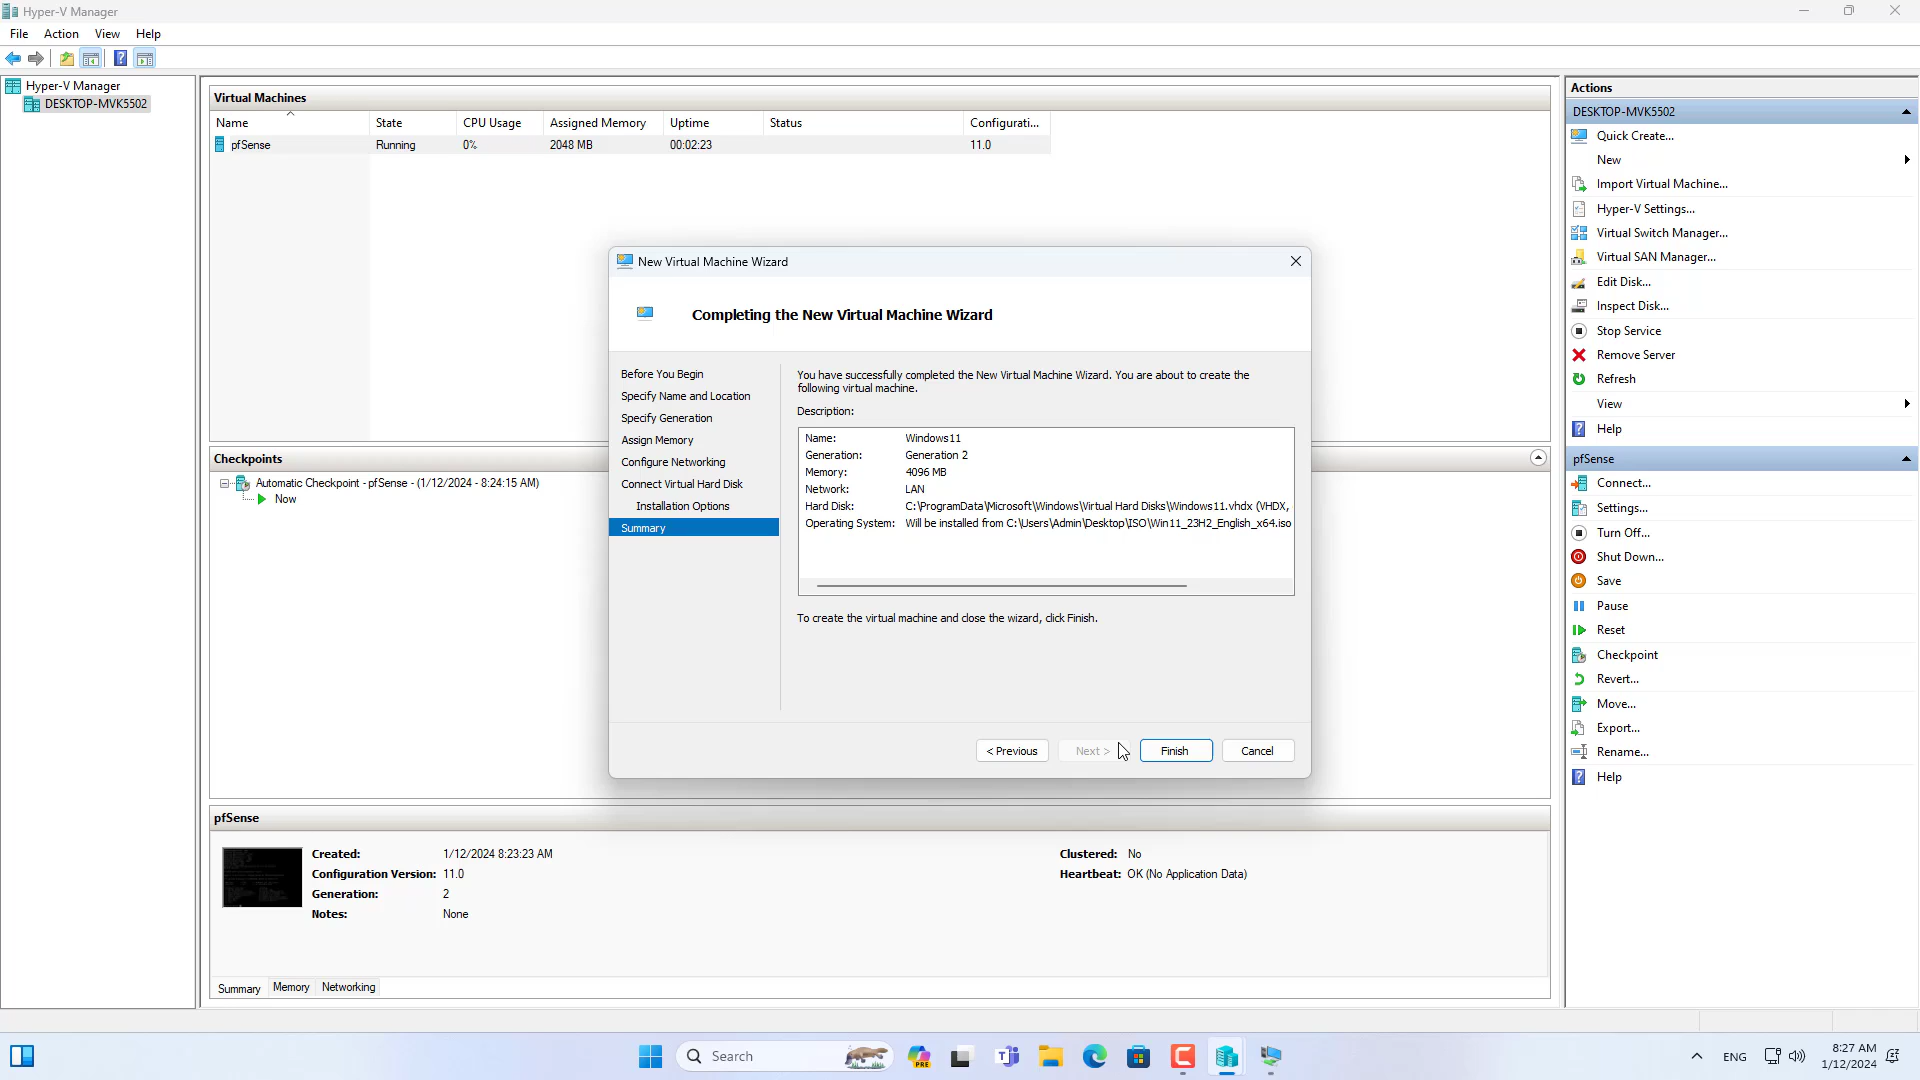 Hyper-V Manager
File Action View Help
Hyper-V Manager
DESKTOP-MVK5502
Virtual Machines
Name State CPU Usage Assigned Memory Uptime Status Configurati...
pfSense Running 0% 2048 MB 00:02:23 11.0
Checkpoints
Automatic Checkpoint - pfSense - (1/12/2024 - 8:24:15 AM)
Now
New Virtual Machine Wizard
Completing the New Virtual Machine Wizard
Before You Begin
Specify Name and Location
Specify Generation
Assign Memory
Configure Networking
Connect Virtual Hard Disk
Installation Options
Summary
You have successfully completed the New Virtual Machine Wizard. You are about to create the
following virtual machine.
Description:
Name: Windows11
Generation: Generation 2
Memory: 4096 MB
Network: LAN
Hard Disk: C:\ProgramData\Microsoft\Windows\Virtual Hard Disks\Windows11.vhdx (VHDX,
Operating System: Will be installed from C:\Users\Admin\Desktop\ISO\Win11_23H2_English_x64.iso
To create the virtual machine and close the wizard, click Finish.
< Previous Next > Finish Cancel
pfSense
Created: 1/12/2024 8:23:23 AM
Configuration Version: 11.0
Generation: 2
Notes: None
Clustered: No
Heartbeat: OK (No Application Data)
Summary Memory Networking
Actions
DESKTOP-MVK5502
Quick Create...
New
Import Virtual Machine...
Hyper-V Settings...
Virtual Switch Manager...
Virtual SAN Manager...
Edit Disk...
Inspect Disk...
Stop Service
Remove Server
Refresh
View
Help
pfSense
Connect...
Settings...
Turn Off...
Shut Down...
Save
Pause
Reset
Checkpoint
Revert...
Move...
Export...
Rename...
Help
Search
PRE
ENG
8:27 AM
1/12/2024